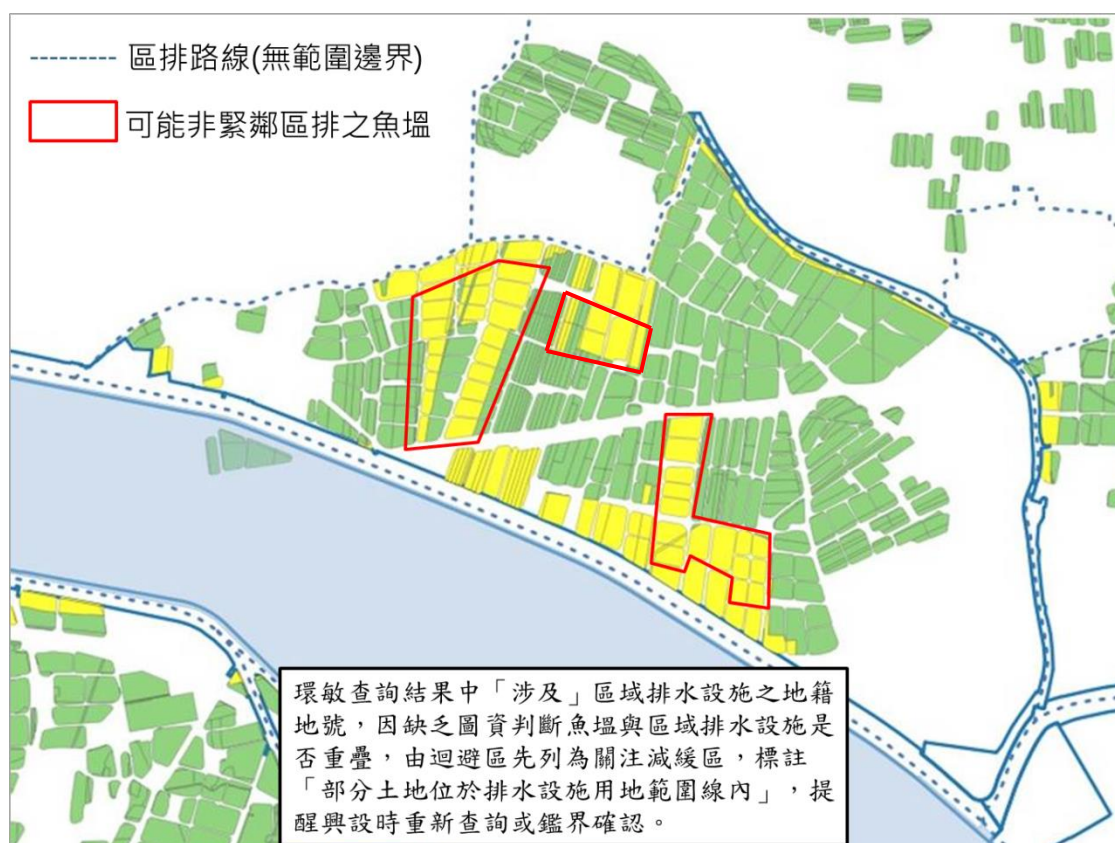 區排路線(無範圍邊界)
可能非緊鄰區排之魚塭
環敏查詢結果中「涉及」區域排水設施之地籍
地號，因缺乏圖資判斷魚塭與區域排水設施是
否重疊，由迴避區先列為關注減緩區，標註
「部分土地位於排水設施用地範圍線內」，提
醒興設時重新查詢或鑑界確認。